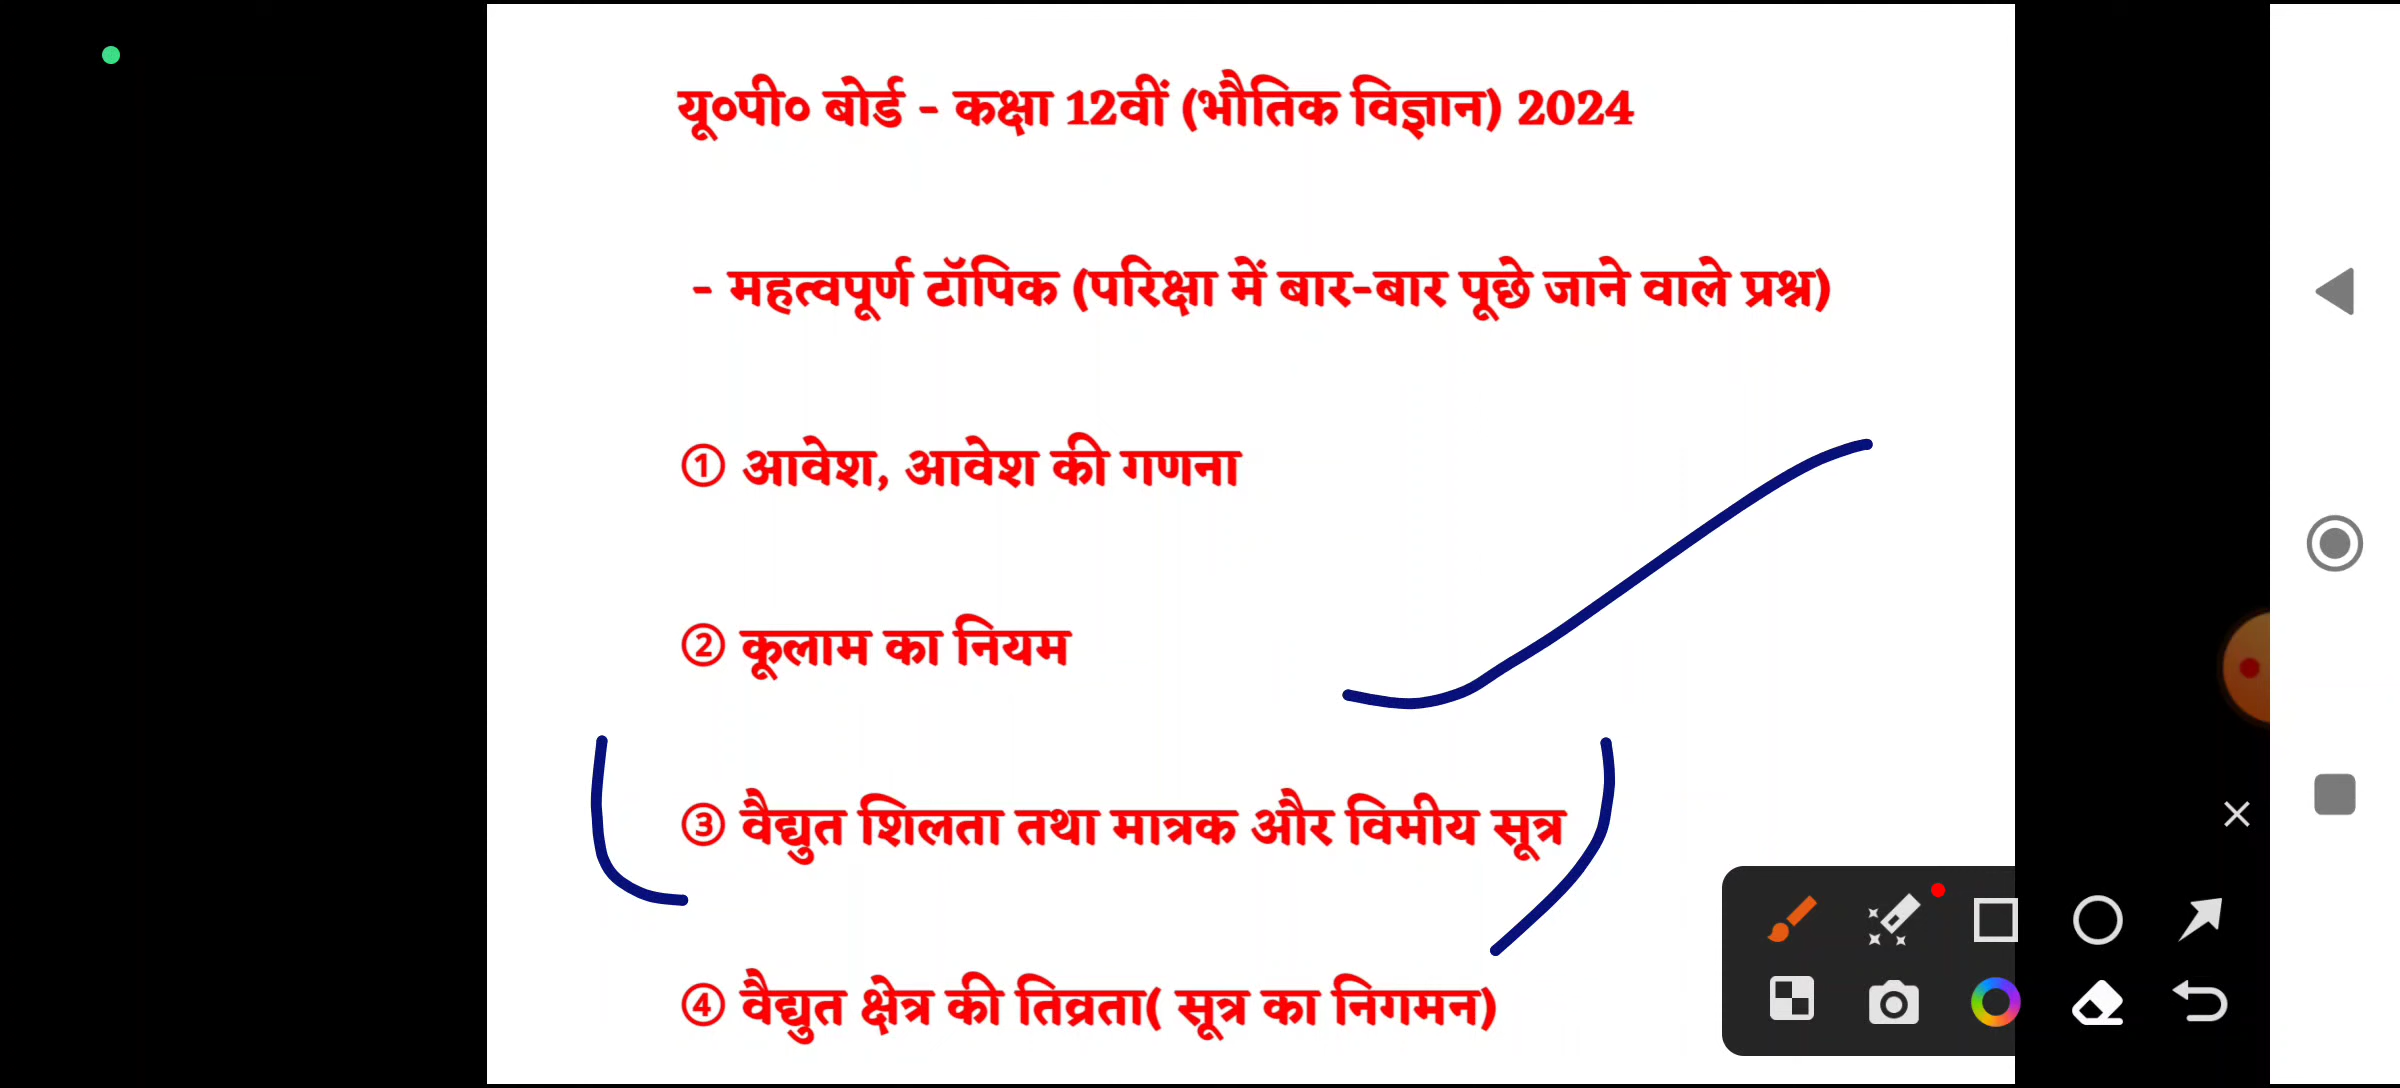 यू०पी० बोर्ड - कक्षा 12वीं (भौतिक विज्ञान) 2024
- महत्वपूर्ण टॉपिक (परिक्षा में बार-बार पूछे जाने वाले प्रश्न)
① आवेश, आवेश की गणना
② कूलाम का नियम
③ वैद्युत शिलता तथा मात्रक और विमीय सूत्र
④ वैद्युत क्षेत्र की तिव्रता( सूत्र का निगमन)